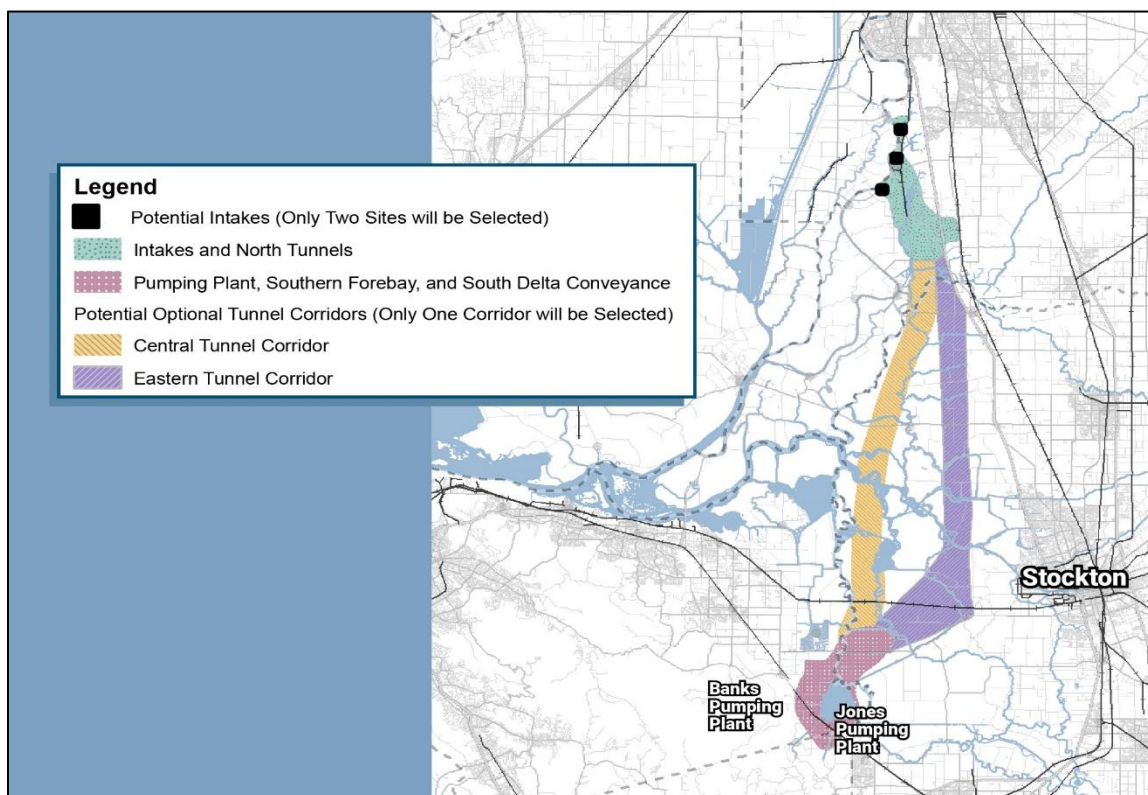 Legend
Potential Intakes (Only Two Sites will be Selected)
Intakes and North Tunnels
Pumping Plant, Southern Forebay, and South Delta Conveyance
Potential Optional Tunnel Corridors (Only One Corridor will be Selected)
Central Tunnel Corridor
Eastern Tunnel Corridor
Stockton
Banks
Pumping
Plant
Jones
Pumping
Plant